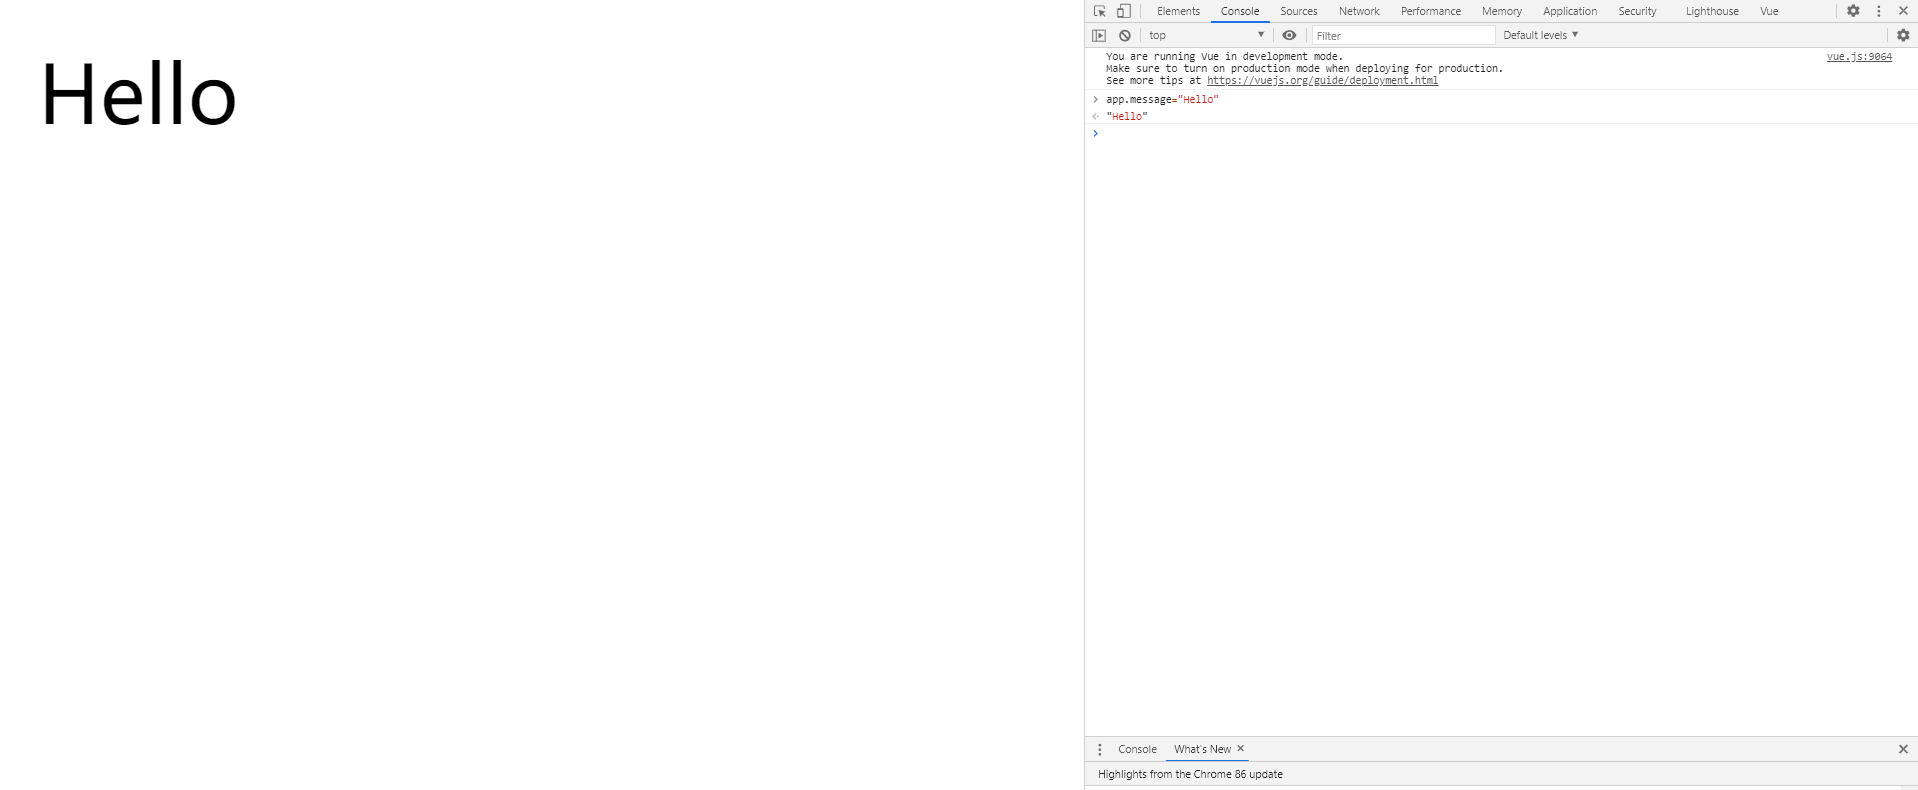 Hello
Elements Console Sources Network Performance Memory Application Security Lighthouse Vue
top Filter Default levels
You are running Vue in development mode. vue.js:9064
Make sure to turn on production mode when deploying for production.
See more tips at https://vuejs.org/guide/deployment.html
app.message="Hello"
"Hello"
Console What's New
Highlights from the Chrome 86 update